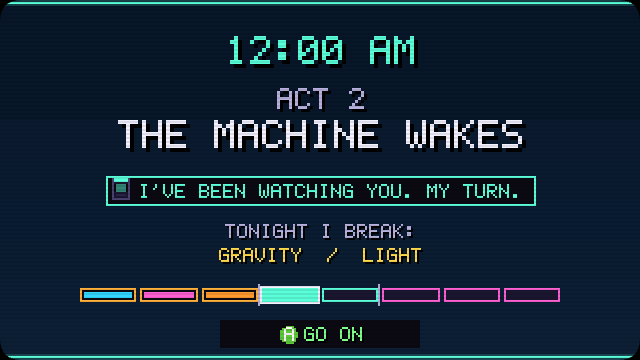 12:00 AM
ACT 2
THE MACHINE WAKES
I'VE BEEN WATCHING YOU. MY TURN.
TONIGHT I BREAK:
GRAVITY / LIGHT
A GO ON